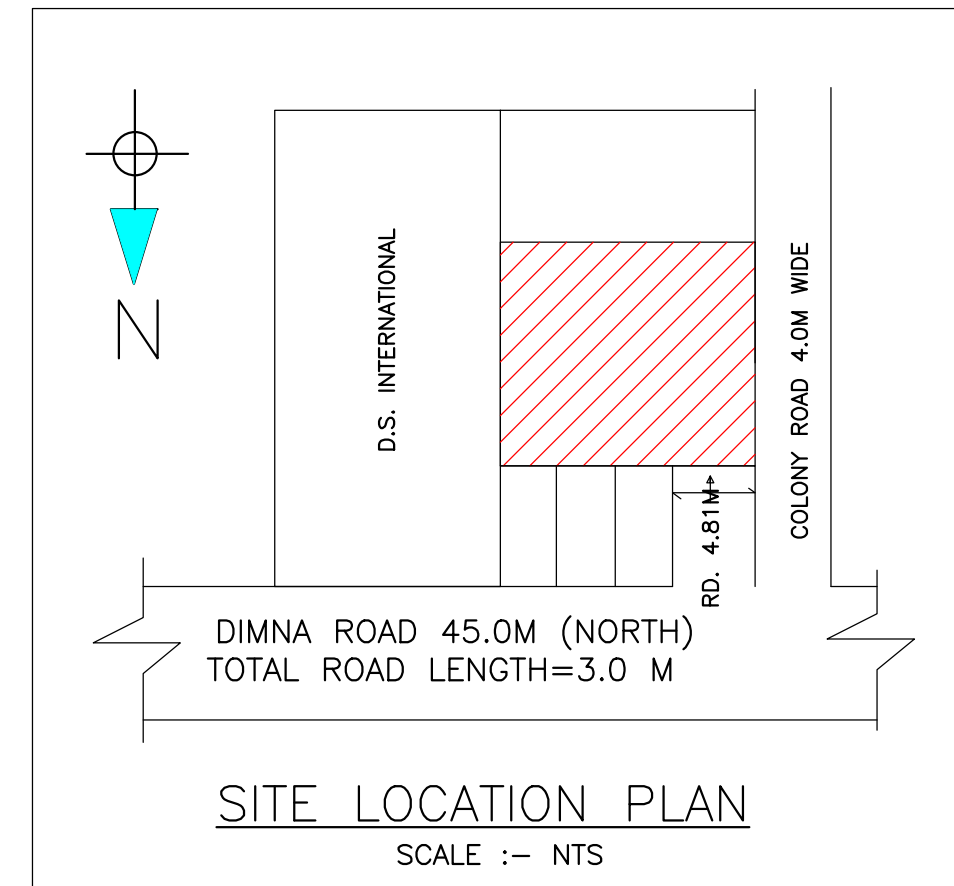 N
D.S. INTERNATIONAL
COLONY ROAD 4.0M WIDE
RD. 4.81M
DIMNA ROAD 45.0M (NORTH)
TOTAL ROAD LENGTH=3.0 M
SITE LOCATION PLAN
SCALE :- NTS